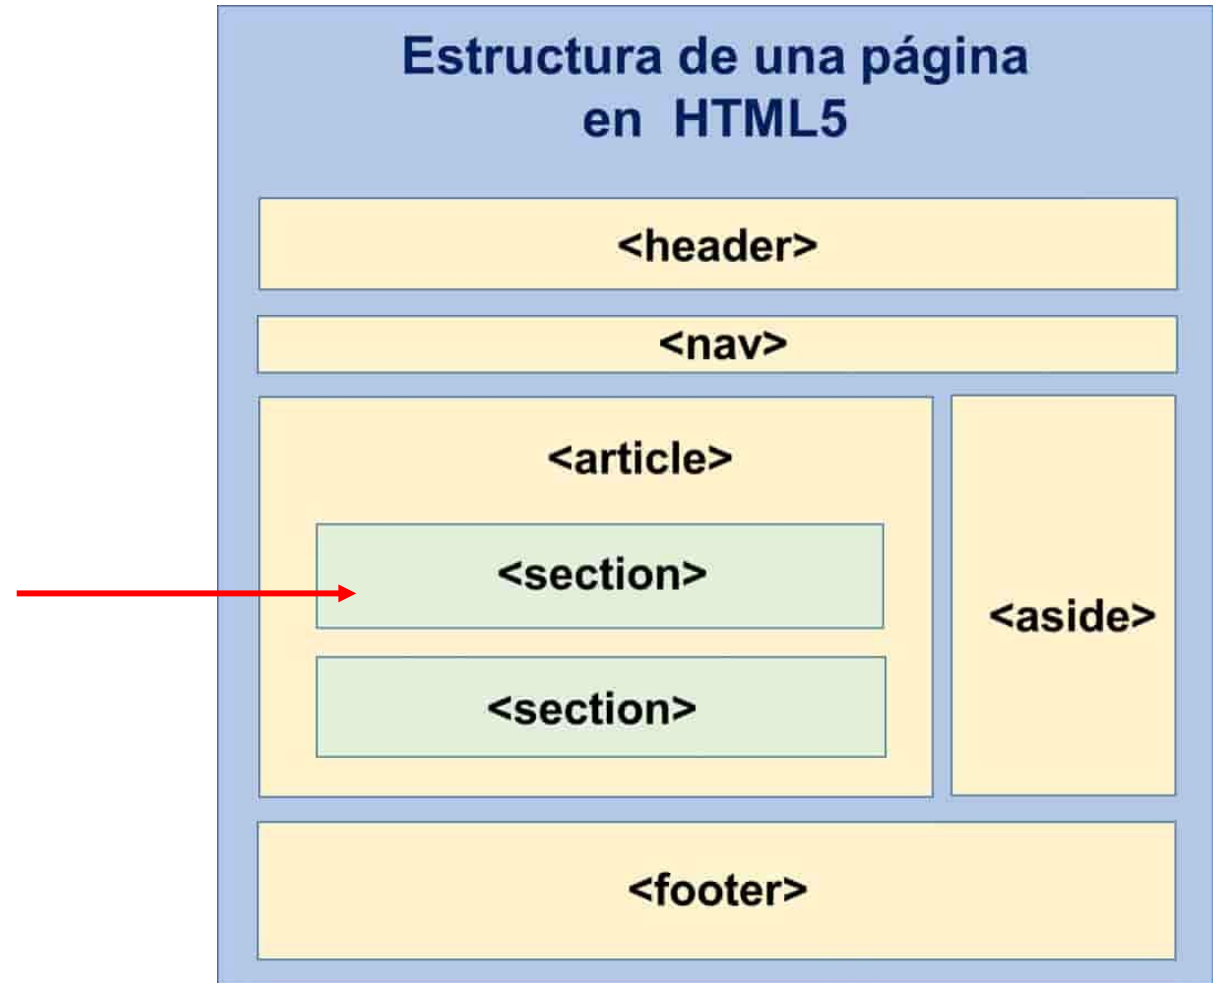 Estructura de una página
en HTML5
<header>
<nav>
<article>
<section>
<section>
<aside>
<footer>